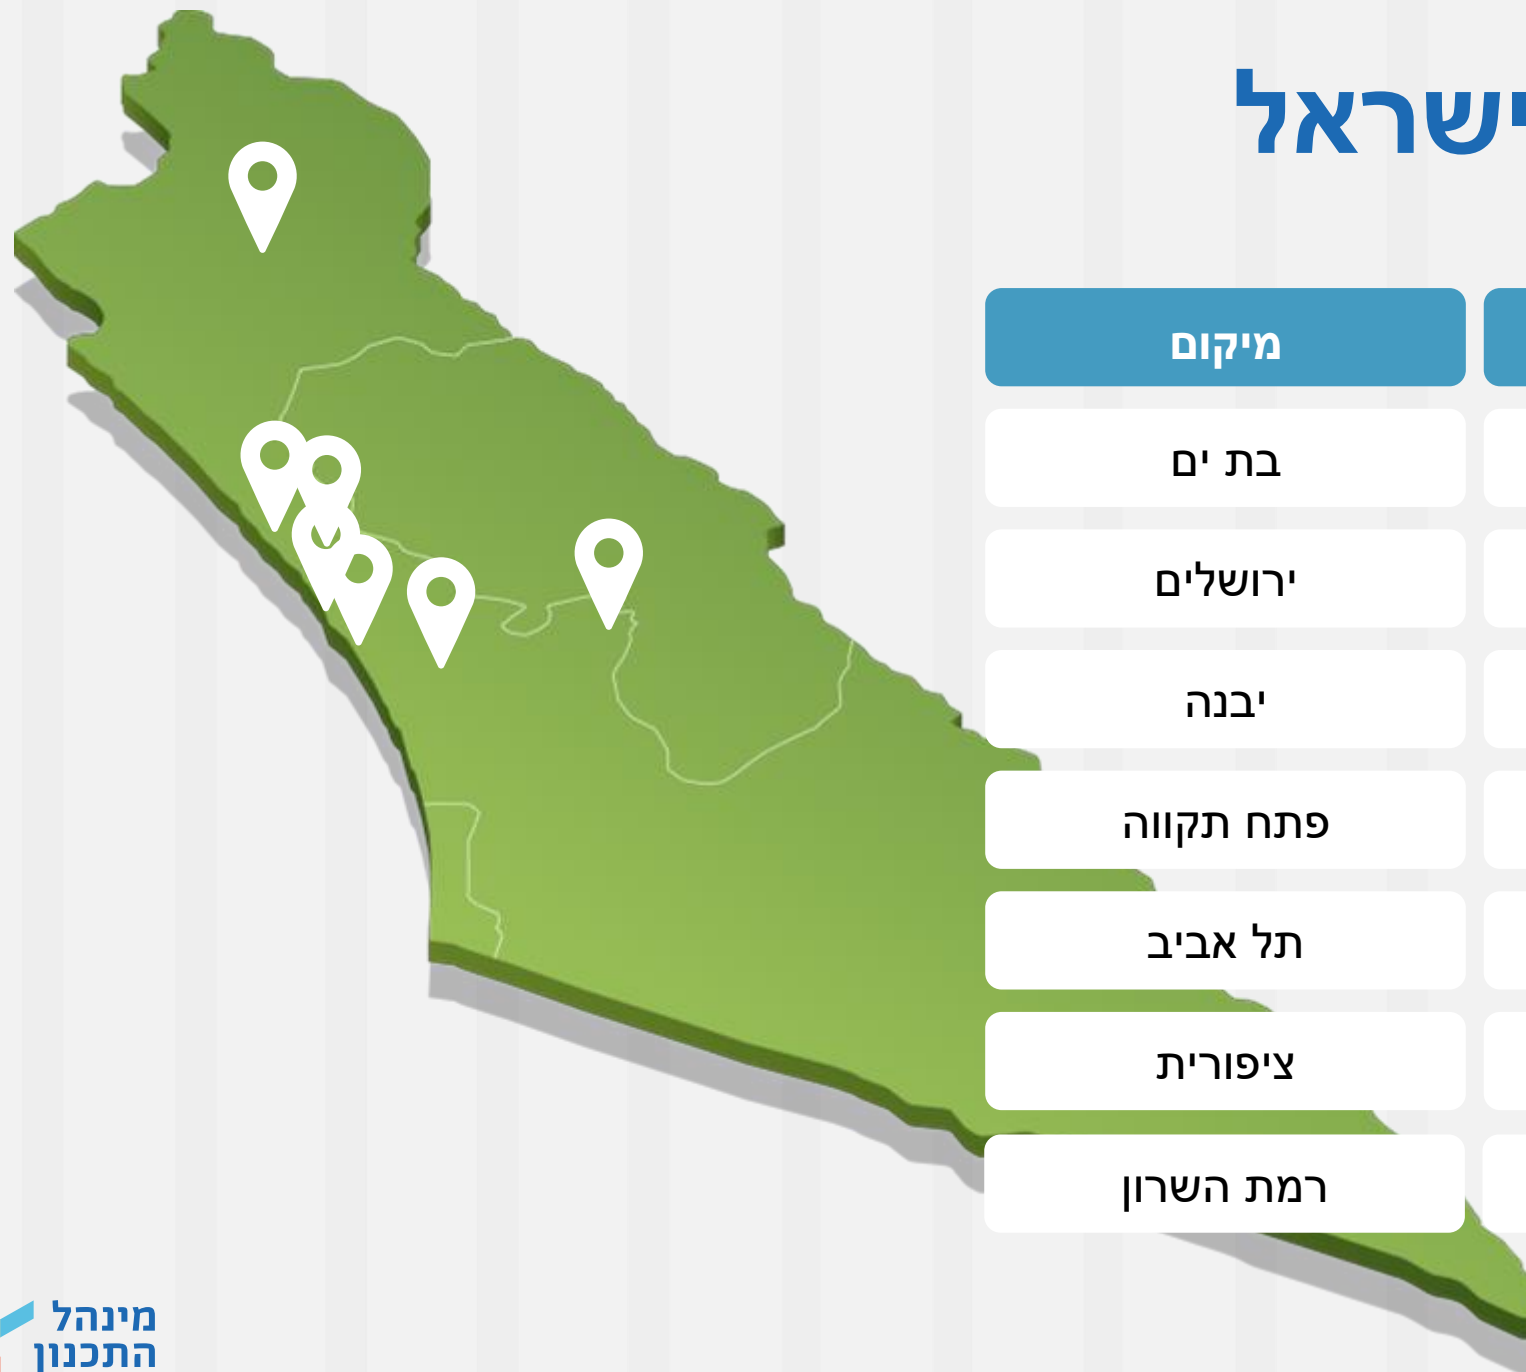 ישראל
מיקום
בת ים
ירושלים
יבנה
פתח תקווה
תל אביב
ציפורית
רמת השרון
מינהל
התכנון